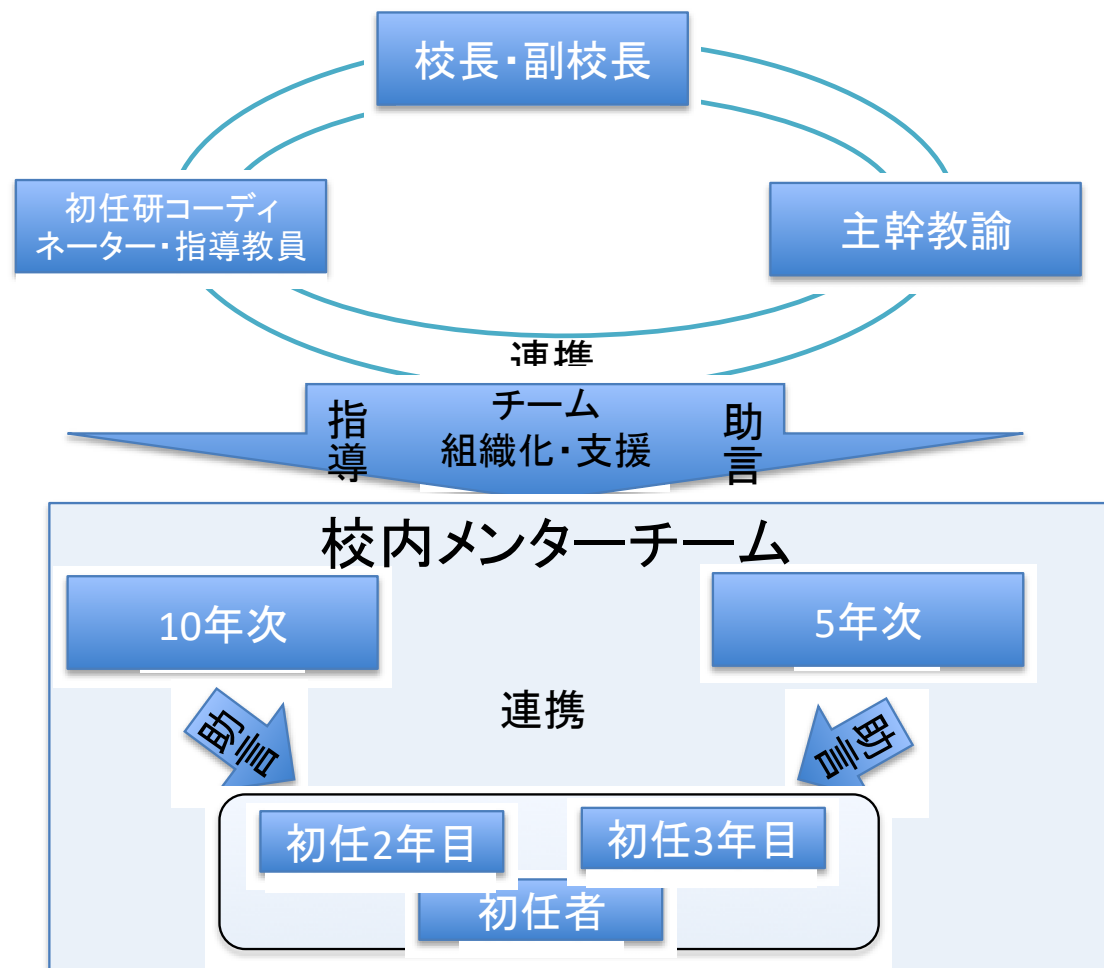 校長・副校長
初任研コーディ
ネーター・指導教員
主幹教諭
連携
指導
チーム
組織化・支援
助言
校内メンターチーム
10年次
5年次
連携
助言
助言
初任2年目
初任3年目
初任者